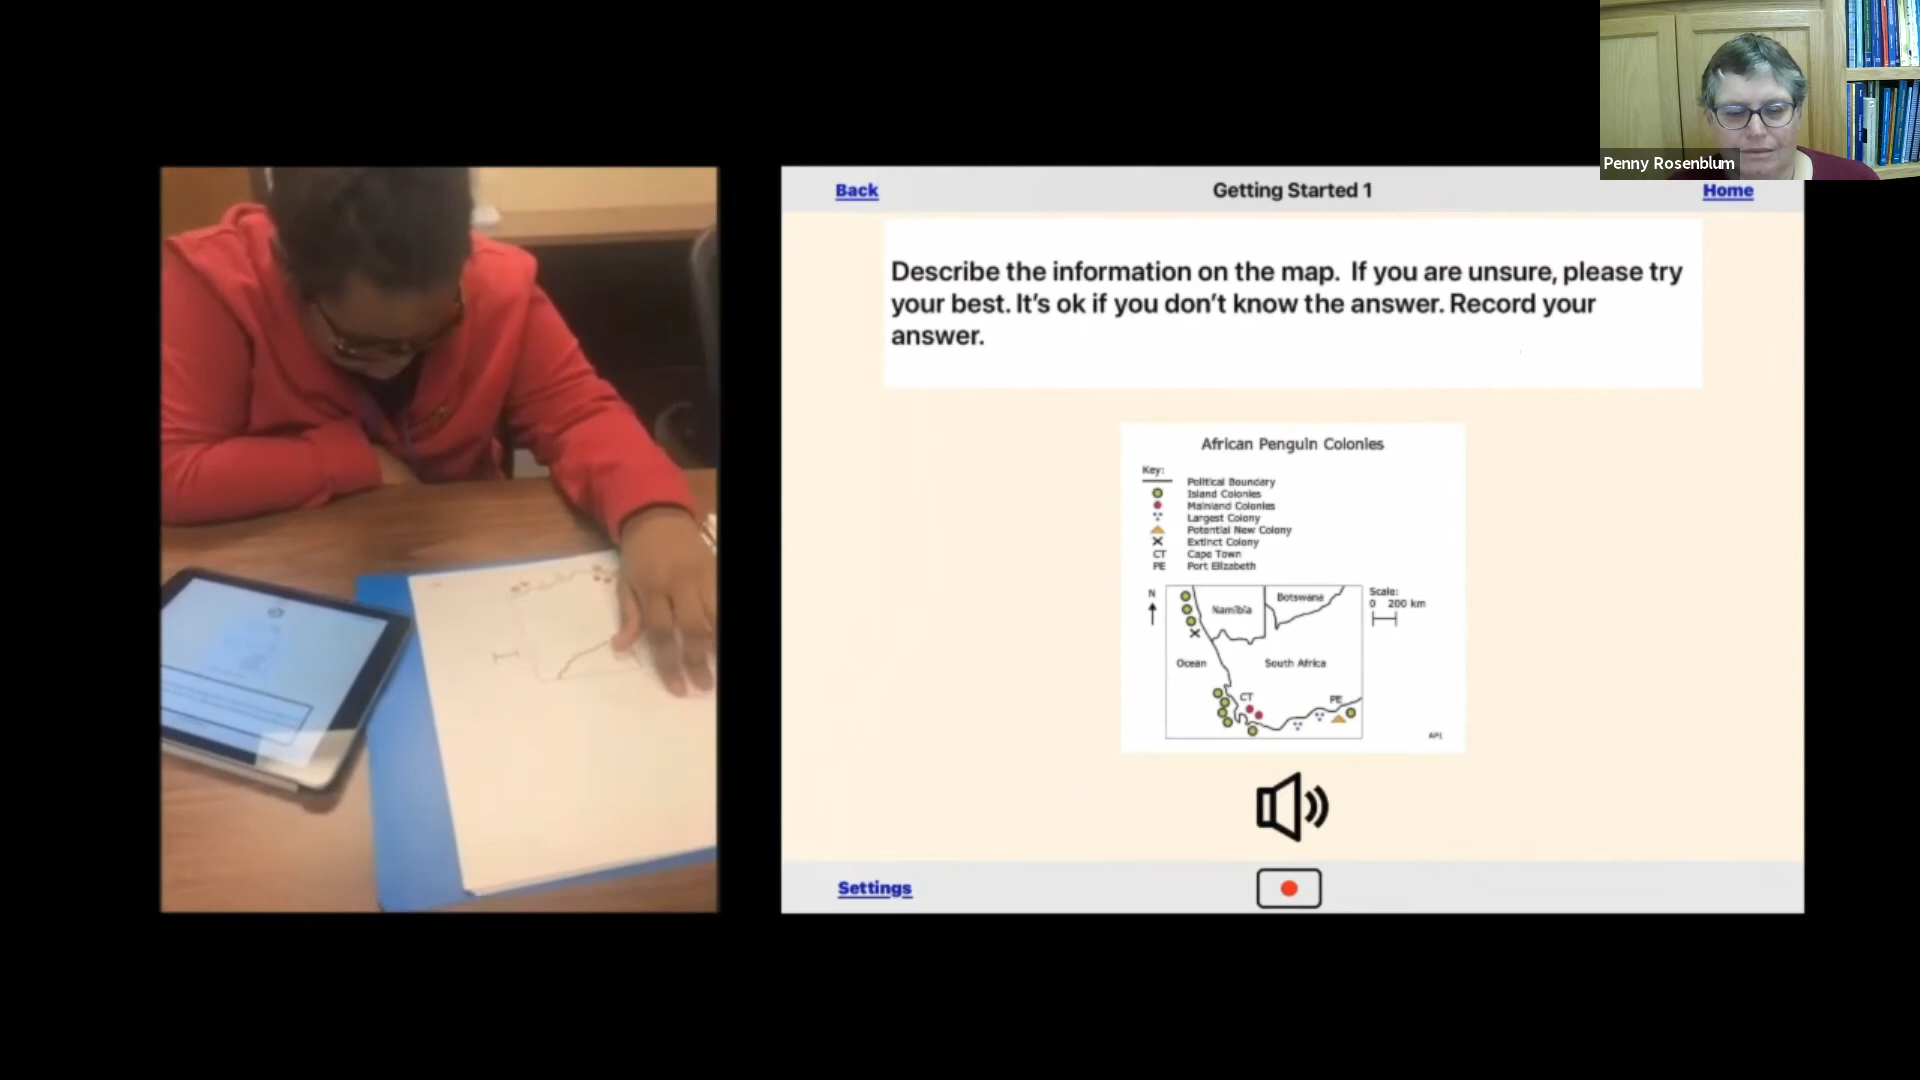 Penny Rosenblum
Back
Getting Started 1
Home
Describe the information on the map. If you are unsure, please try
your best. It's ok if you don't know the answer. Record your
answer.
African Penguin Colonies
Key:
Political Boundary
Island Colonies
Mainland Colonies
Largest Colony
Potential New Colony
Extinct Colony
CT Cape Town
PE Port Elizabeth
N
Namibia
Botswana
Scale:
0 200 km
Ocean
South Africa
CT
PE
AP1
Settings